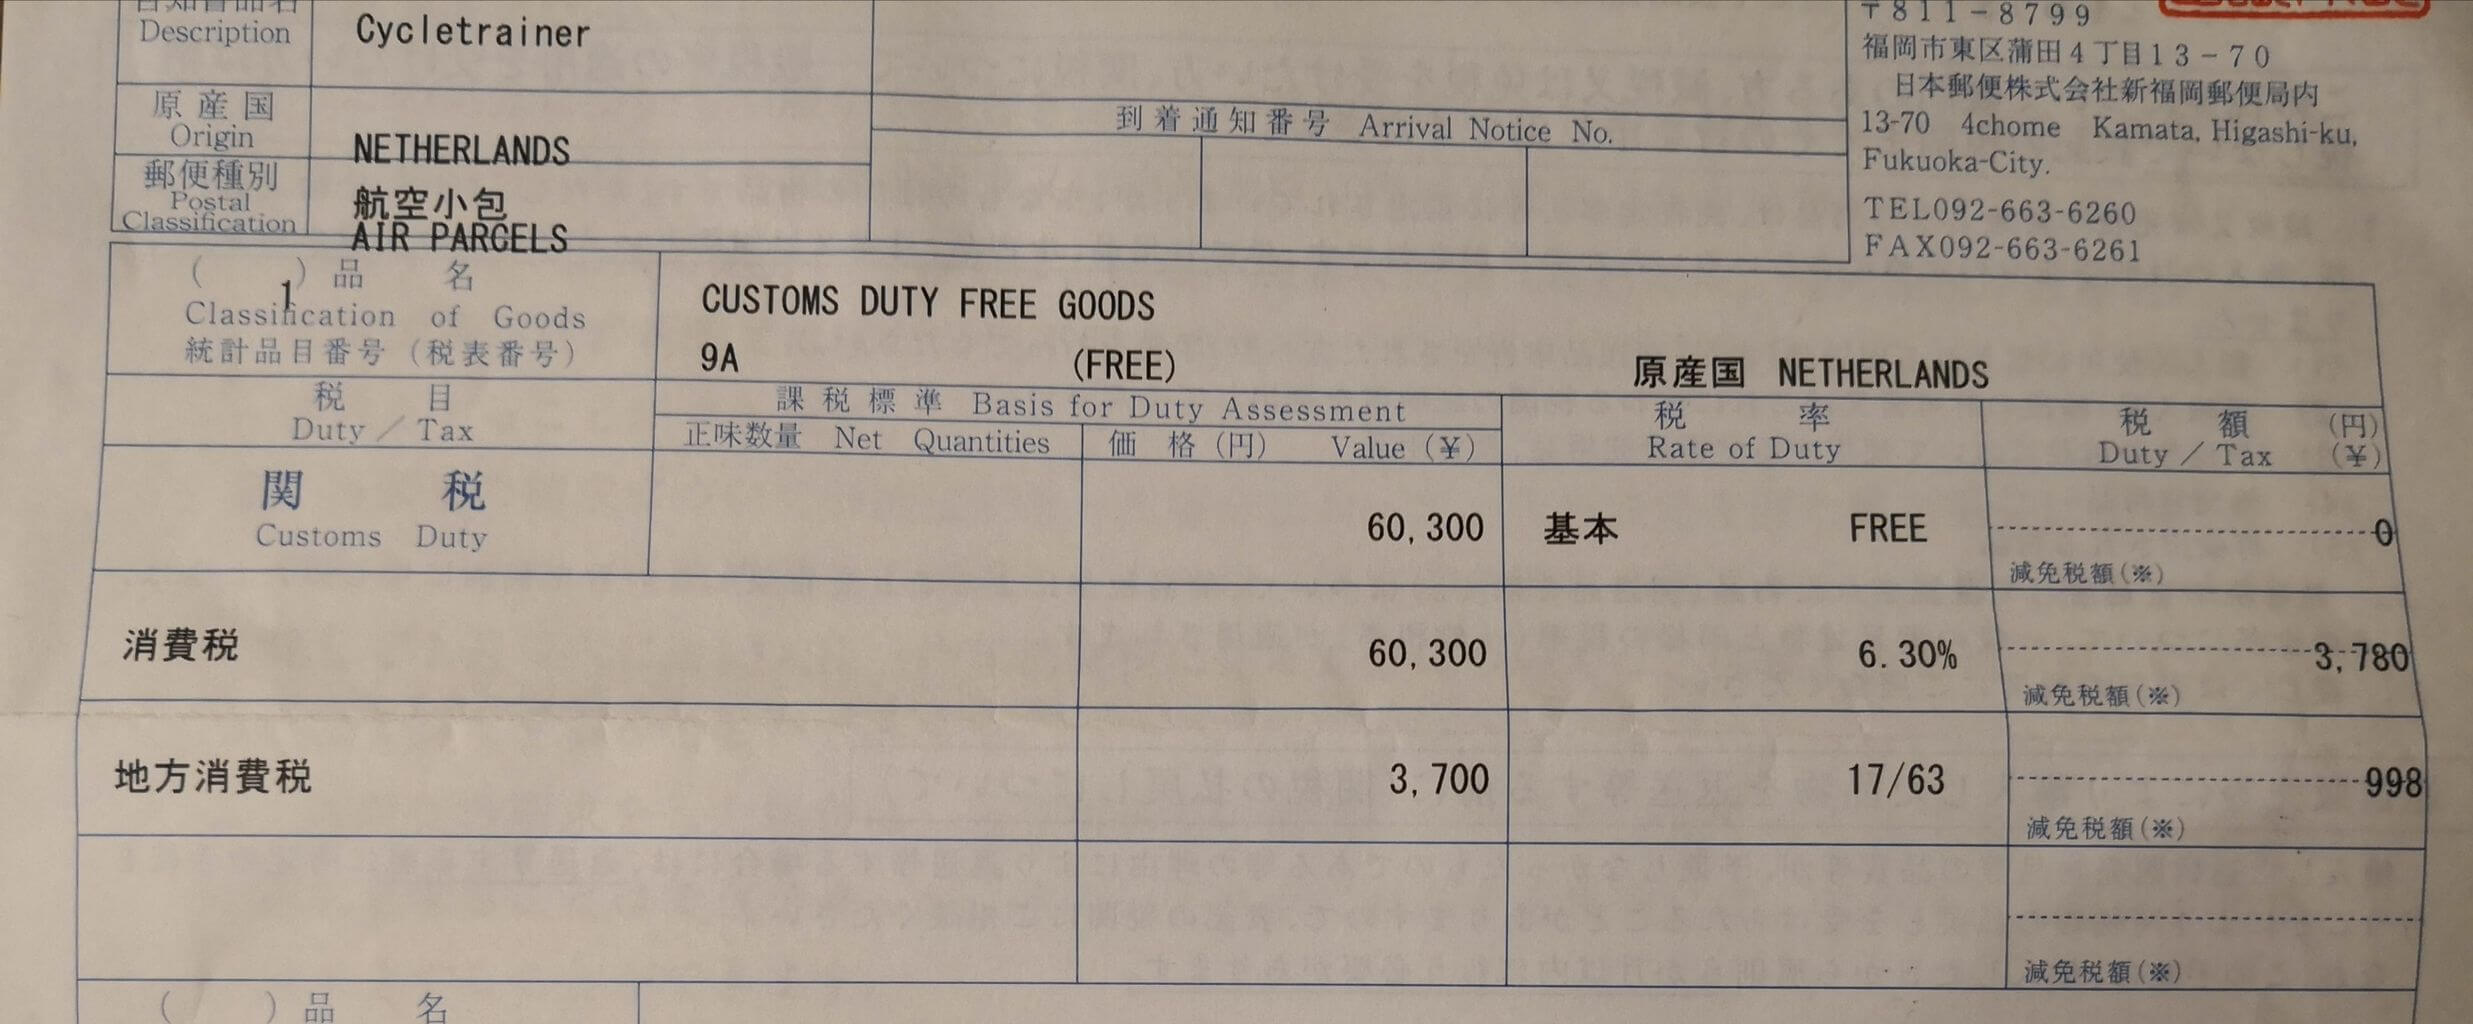 Description
Cycletrainer
原産国
Origin
NETHERLANDS
郵便種別
Postal
Classification
航空小包
AIR PARCELS
到着通知番号 Arrival Notice No.
〒811-8799
福岡市東区蒲田4丁目13-70
日本郵便株式会社新福岡郵便局内
13-70 4chome Kamata, Higashi-ku,
Fukuoka-City.
TEL092-663-6260
FAX092-663-6261
( 1 ) 品 名
Classification of Goods
統計品目番号 (税表番号)
CUSTOMS DUTY FREE GOODS
9A (FREE) 原産国 NETHERLANDS
税 目
Duty / Tax
課税標準 Basis for Duty Assessment
正味数量 Net Quantities
価 格 (円) Value (¥)
税 率
Rate of Duty
税 額 (円)
Duty / Tax (¥)
関 税
Customs Duty
60,300
基本 FREE
0
減免税額(※)
消費税
60,300
6.30%
3,780
減免税額(※)
地方消費税
3,700
17/63
998
減免税額(※)
減免税額(※)
( ) 品 名